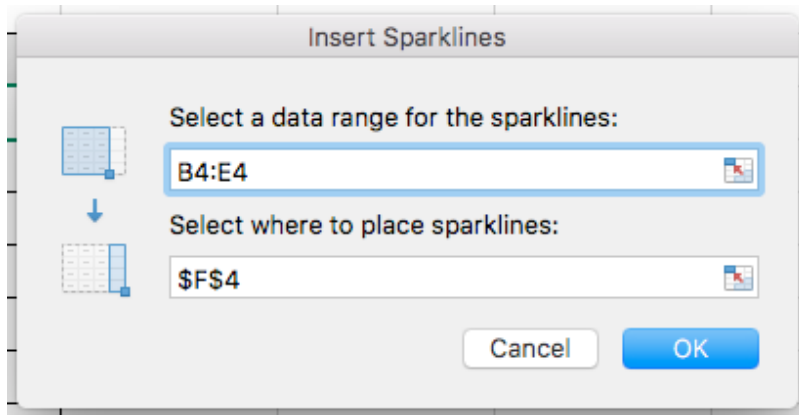 Insert Sparklines
Select a data range for the sparklines:
B4:E4
Select where to place sparklines:
$F$4
Cancel OK